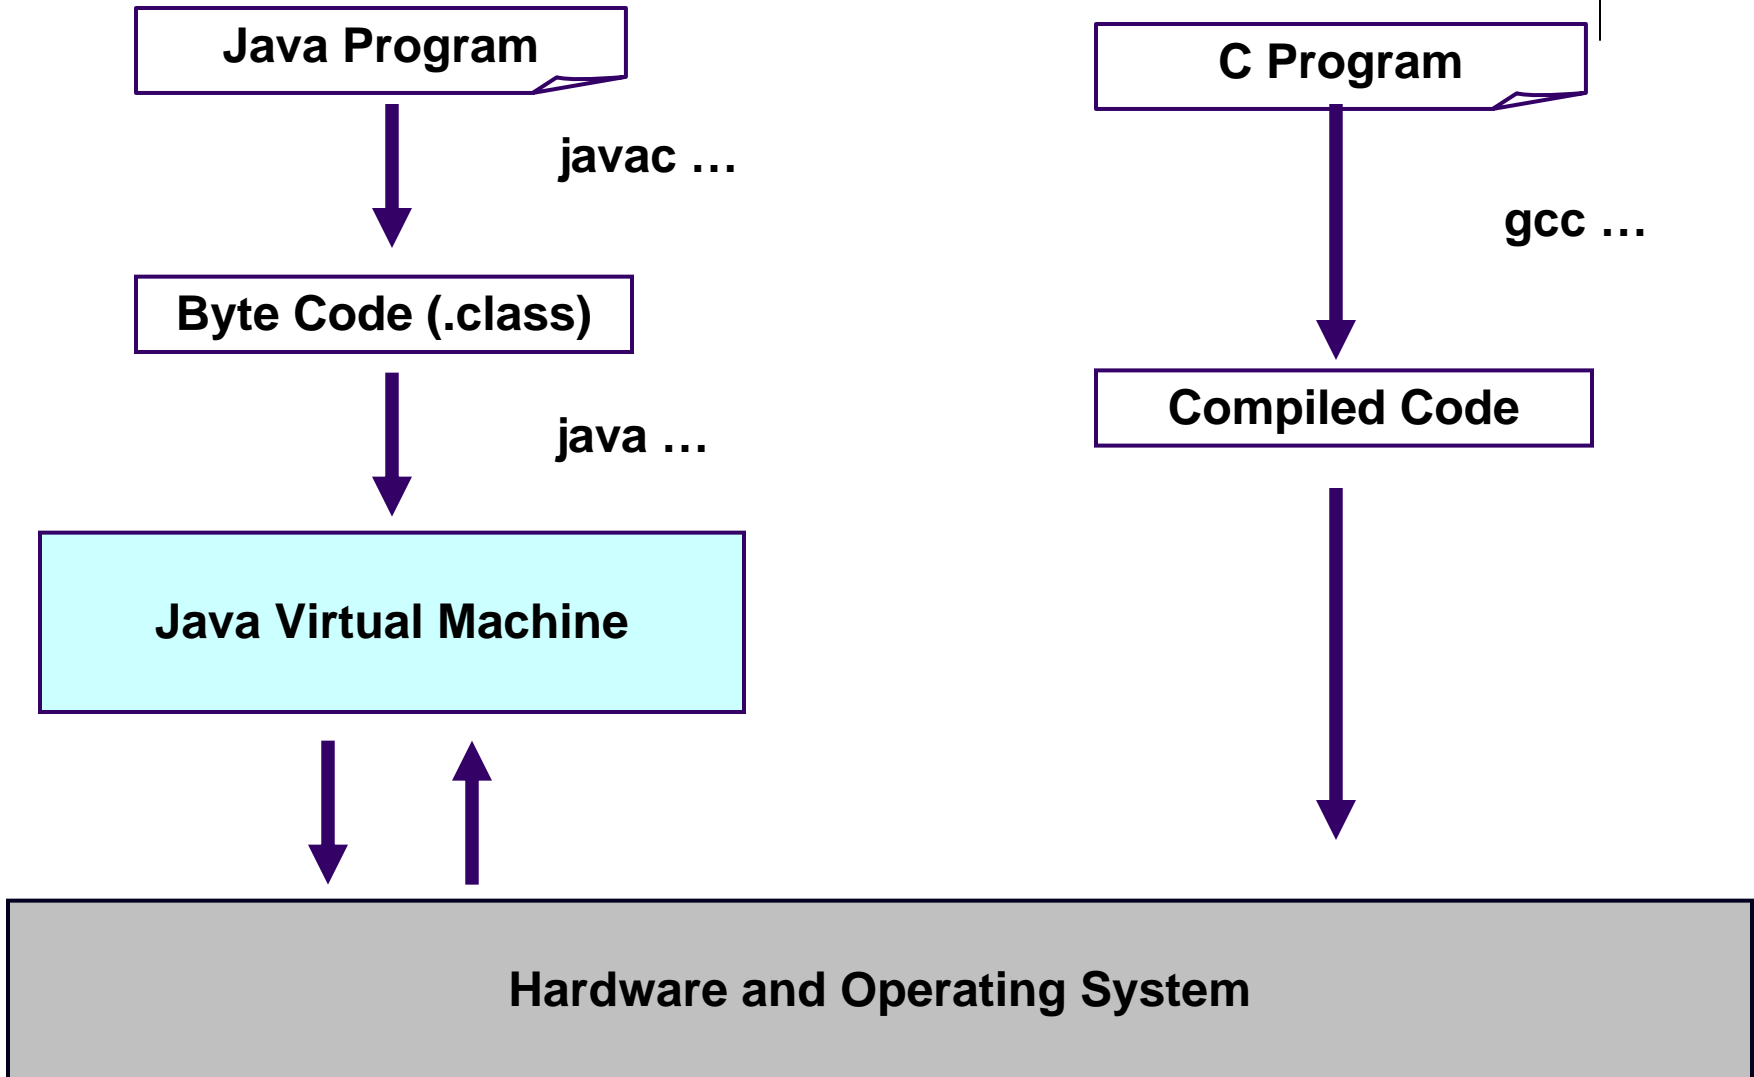 Java Program
javac …
Byte Code (.class)
java …
Java Virtual Machine
C Program
gcc …
Compiled Code
Hardware and Operating System